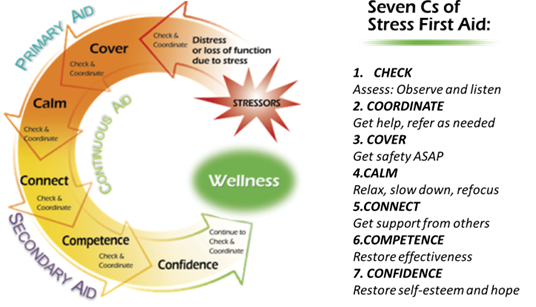 PRIMARY AID
Cover
Check &
Coordinate
Distress
or loss of function
due to stress
Check &
Coordinate
STRESSORS
Calm
CONTINUOUS AID
Check &
Coordinate
Connect
Check &
Coordinate
Wellness
SECONDARY AID
Competence
Check &
Coordinate
Confidence
Continue to
Check &
Coordinate
Seven Cs of
Stress First Aid:
1. CHECK
Assess: Observe and listen
2. COORDINATE
Get help, refer as needed
3. COVER
Get safety ASAP
4.CALM
Relax, slow down, refocus
5.CONNECT
Get support from others
6.COMPETENCE
Restore effectiveness
7. CONFIDENCE
Restore self-esteem and hope